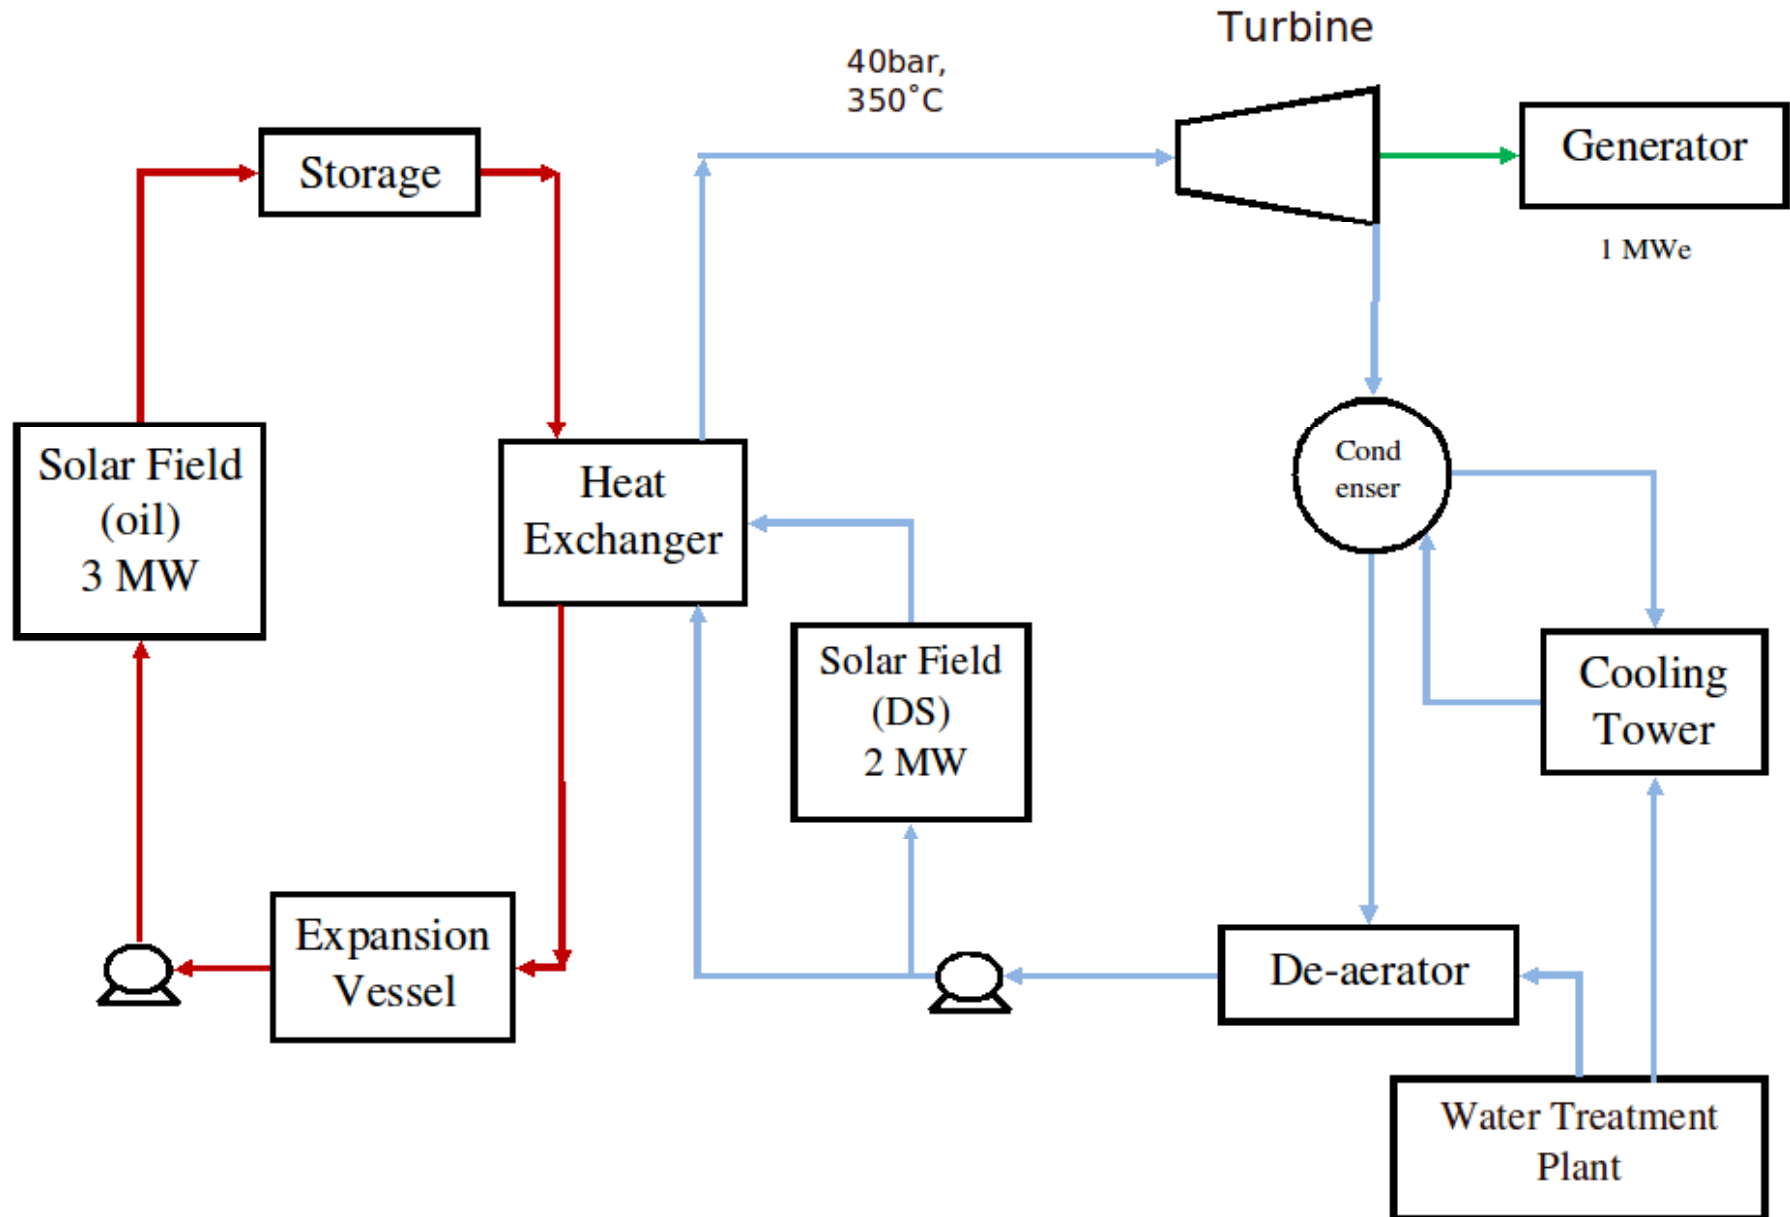 Turbine
40bar,
350˚C
Storage
Generator
1 MWe
Solar Field
(oil)
3 MW
Heat
Exchanger
Cond
enser
Solar Field
(DS)
2 MW
Cooling
Tower
Expansion
Vessel
De-aerator
Water Treatment
Plant